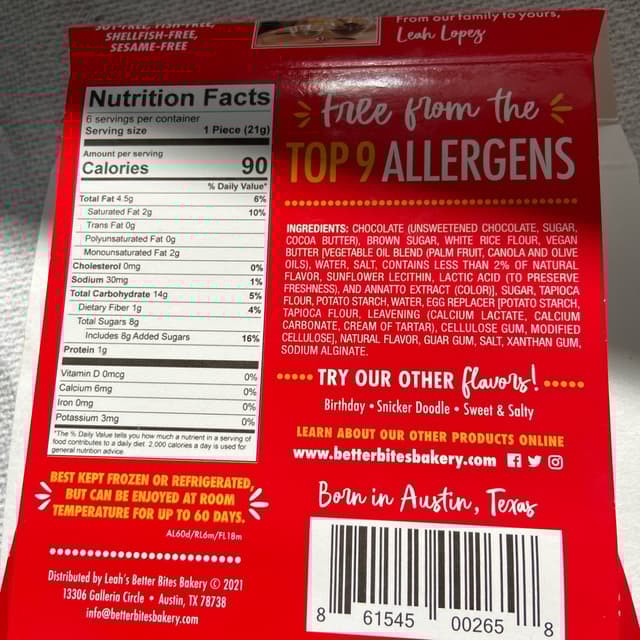 SOY-FREE, FISH-FREE,
SHELLFISH-FREE,
SESAME-FREE
From our family to yours,
Leah Lopez
Nutrition Facts
6 servings per container
Serving size 1 Piece (21g)
Amount per serving
Calories 90
% Daily Value*
Total Fat 4.5g 6%
Saturated Fat 2g 10%
Trans Fat 0g
Polyunsaturated Fat 0g
Monounsaturated Fat 2g
Cholesterol 0mg 0%
Sodium 30mg 1%
Total Carbohydrate 14g 5%
Dietary Fiber 1g 4%
Total Sugars 8g
Includes 8g Added Sugars 16%
Protein 1g
Vitamin D 0mcg 0%
Calcium 6mg 0%
Iron 0mg 0%
Potassium 3mg 0%
*The % Daily Value tells you how much a nutrient in a serving of
food contributes to a daily diet. 2,000 calories a day is used for
general nutrition advice.
BEST KEPT FROZEN OR REFRIGERATED,
BUT CAN BE ENJOYED AT ROOM
TEMPERATURE FOR UP TO 60 DAYS.
AL60d/RL6m/FL18m
Distributed by Leah's Better Bites Bakery © 2021
13306 Galleria Circle • Austin, TX 78738
info@betterbitesbakery.com
free from the
TOP 9 ALLERGENS
INGREDIENTS: CHOCOLATE (UNSWEETENED CHOCOLATE, SUGAR,
COCOA BUTTER), BROWN SUGAR, WHITE RICE FLOUR, VEGAN
BUTTER [VEGETABLE OIL BLEND (PALM FRUIT, CANOLA AND OLIVE
OILS), WATER, SALT, CONTAINS LESS THAN 2% OF NATURAL
FLAVOR, SUNFLOWER LECITHIN, LACTIC ACID (TO PRESERVE
FRESHNESS), AND ANNATTO EXTRACT (COLOR)], SUGAR, TAPIOCA
FLOUR, POTATO STARCH, WATER, EGG REPLACER [POTATO STARCH,
TAPIOCA FLOUR, LEAVENING (CALCIUM LACTATE, CALCIUM
CARBONATE, CREAM OF TARTAR), CELLULOSE GUM, MODIFIED
CELLULOSE], NATURAL FLAVOR, GUAR GUM, SALT, XANTHAN GUM,
SODIUM ALGINATE.
TRY OUR OTHER flavors!
Birthday • Snicker Doodle • Sweet & Salty
LEARN ABOUT OUR OTHER PRODUCTS ONLINE
www.betterbitesbakery.com
Born in Austin, Texas
8 61545 00265 8